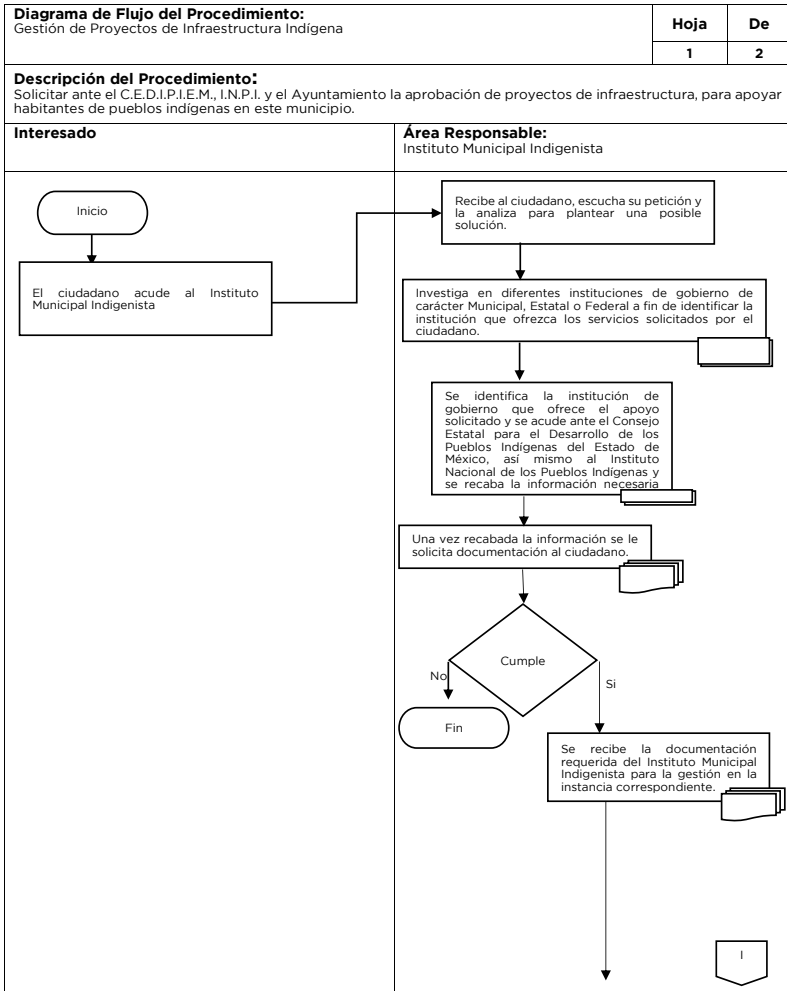 Diagrama de Flujo del Procedimiento:
Gestión de Proyectos de Infraestructura Indígena
Hoja
De
1
2
Descripción del Procedimiento:
Solicitar ante el C.E.D.I.P.I.E.M., I.N.P.I. y el Ayuntamiento la aprobación de proyectos de infraestructura, para apoyar
habitantes de pueblos indígenas en este municipio.
Interesado
Área Responsable:
Instituto Municipal Indigenista
Inicio
El ciudadano acude al Instituto
Municipal Indigenista
Recibe al ciudadano, escucha su petición y
la analiza para plantear una posible
solución.
Investiga en diferentes instituciones de gobierno de
carácter Municipal, Estatal o Federal a fin de identificar la
institución que ofrezca los servicios solicitados por el
ciudadano.
Se identifica la institución de
gobierno que ofrece el apoyo
solicitado y se acude ante el Consejo
Estatal para el Desarrollo de los
Pueblos Indígenas del Estado de
México, así mismo al Instituto
Nacional de los Pueblos Indígenas y
se recaba la información necesaria
Una vez recabada la información se le
solicita documentación al ciudadano.
Cumple
No
Si
Fin
Se recibe la documentación
requerida del Instituto Municipal
Indigenista para la gestión en la
instancia correspondiente.
I